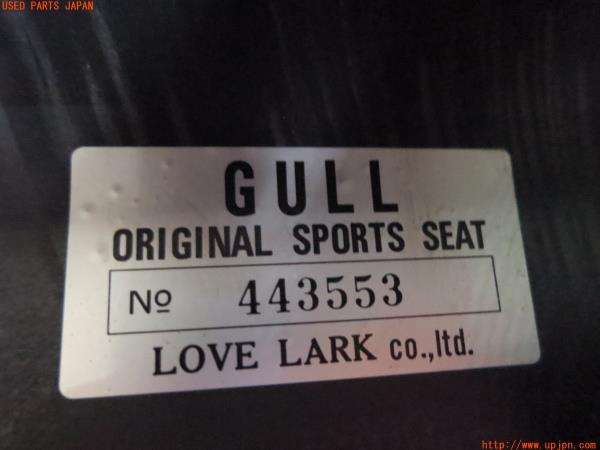 USED PARTS JAPAN
GULL
ORIGINAL SPORTS SEAT
№ 443553
LOVE LARK co.,ltd.
http://www.upjpn.com